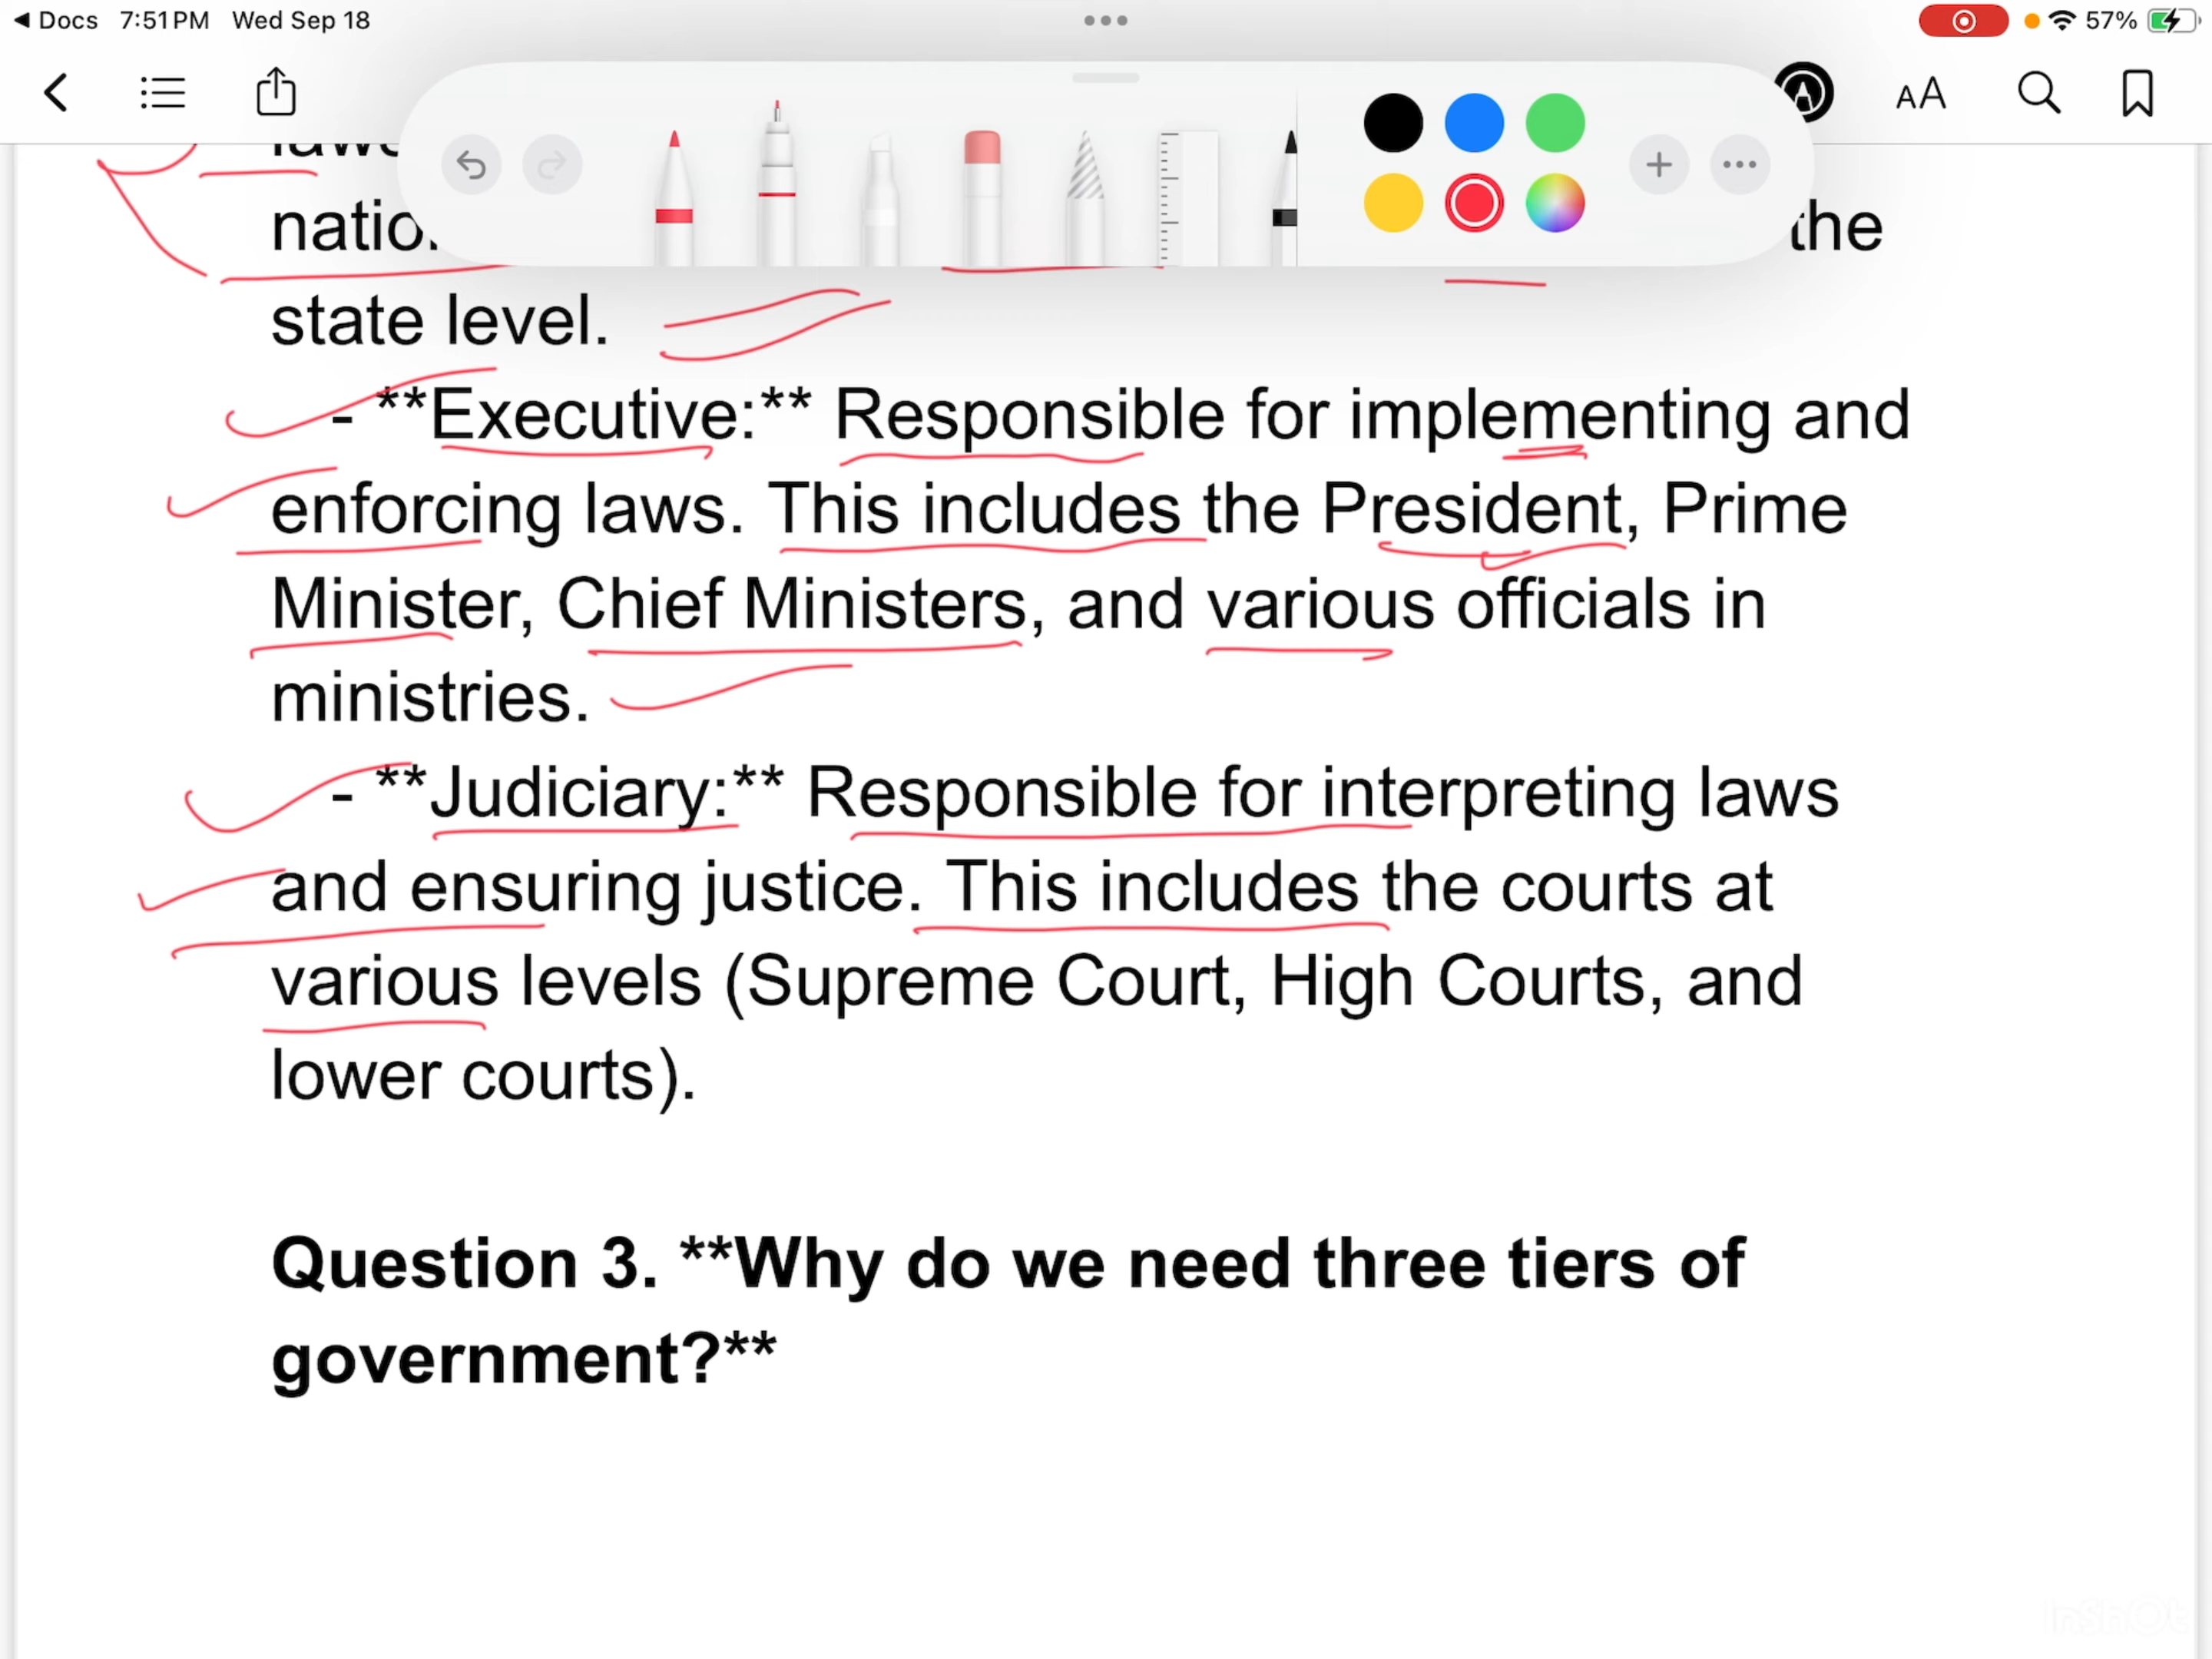 Docs 7:51 PM Wed Sep 18
57%
AA
natio
the
state level.
- **Executive:** Responsible for implementing and
enforcing laws. This includes the President, Prime
Minister, Chief Ministers, and various officials in
ministries.
- **Judiciary:** Responsible for interpreting laws
and ensuring justice. This includes the courts at
various levels (Supreme Court, High Courts, and
lower courts).
Question 3. **Why do we need three tiers of
government?**
InShOt